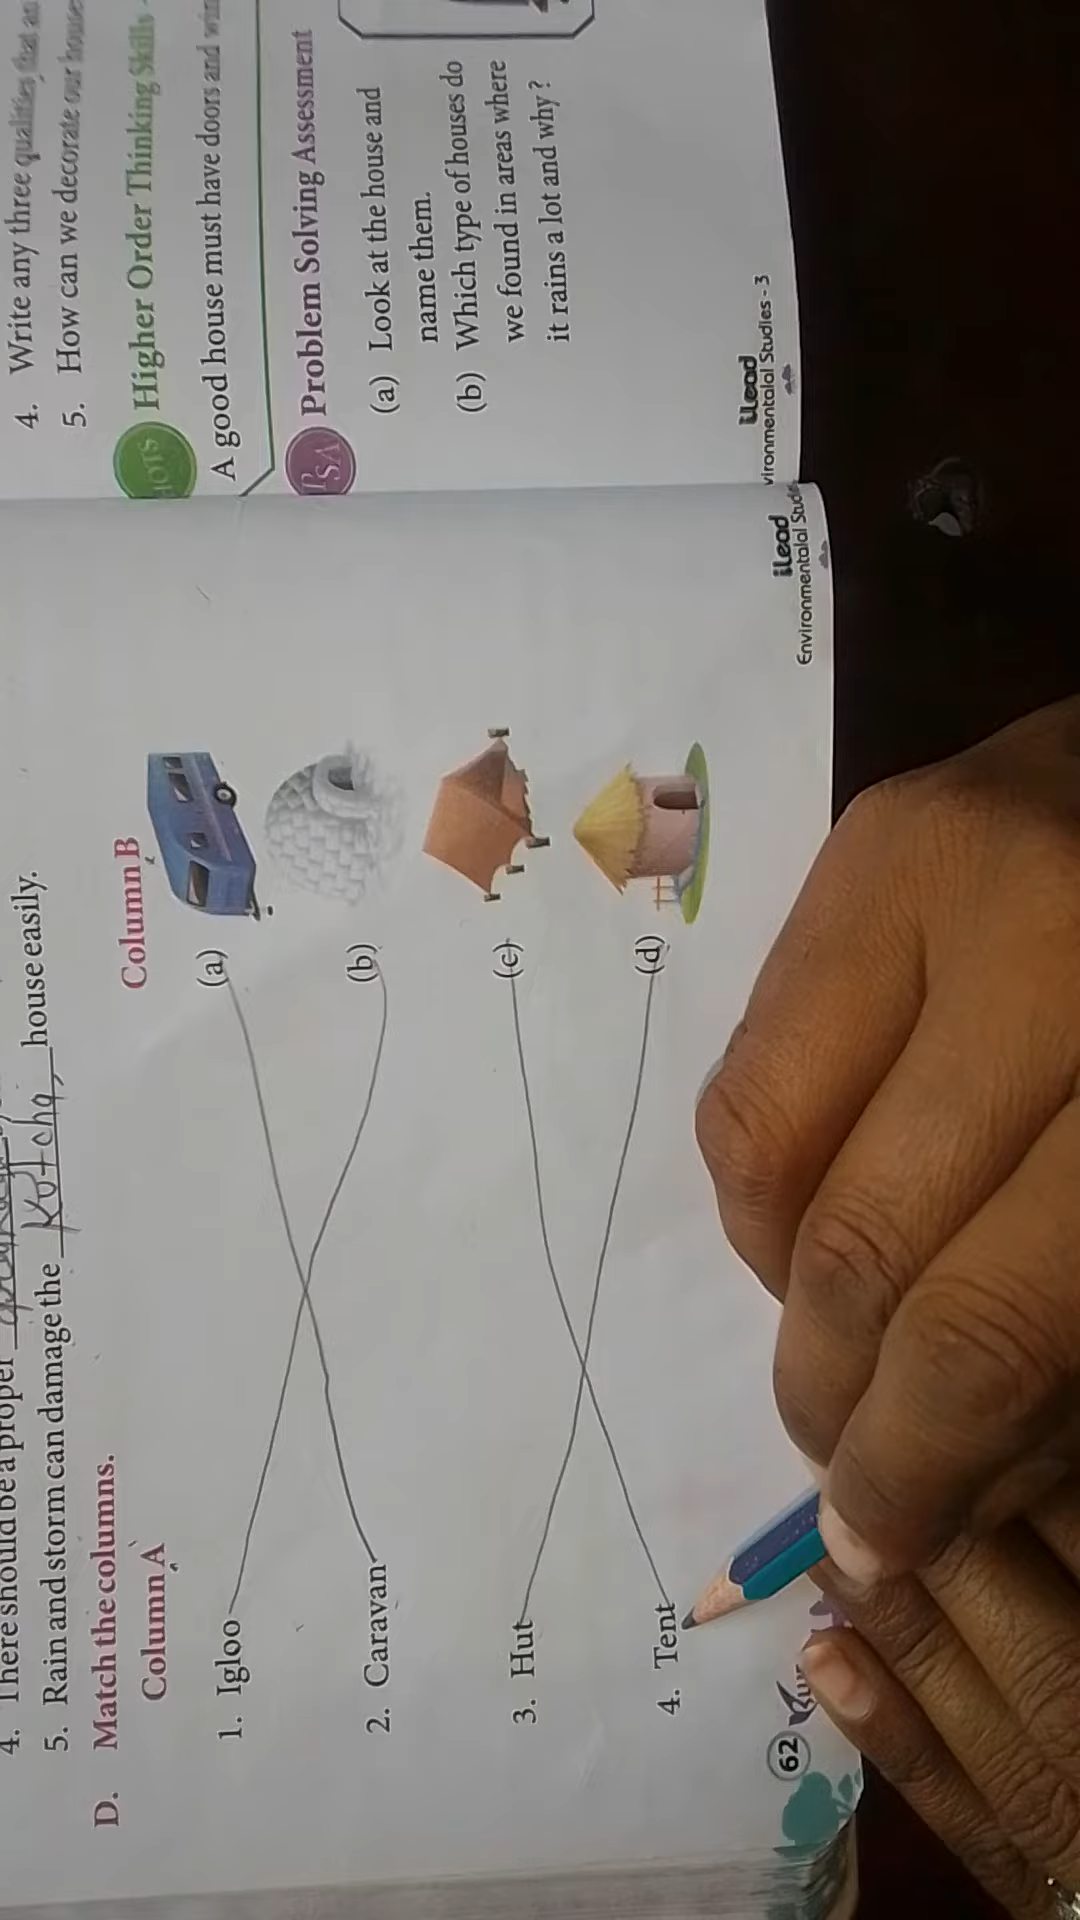 4. There should be a proper
5. Rain and storm can damage the Kutcha, house easily.
D. Match the columns.
Column A Column B
1. Igloo (a)
2. Caravan (b)
3. Hut (c)
4. Tent (d)
62
iLead
Environmentalal
4. Write any three qualities that
5. How can we decorate our house
HOTS Higher Order Thinking Skills
A good house must have doors and
PSA Problem Solving Assessment
(a) Look at the house and
name them.
(b) Which type of houses do
we found in areas where
it rains a lot and why?
iLead
vironmentalal Studies - 3